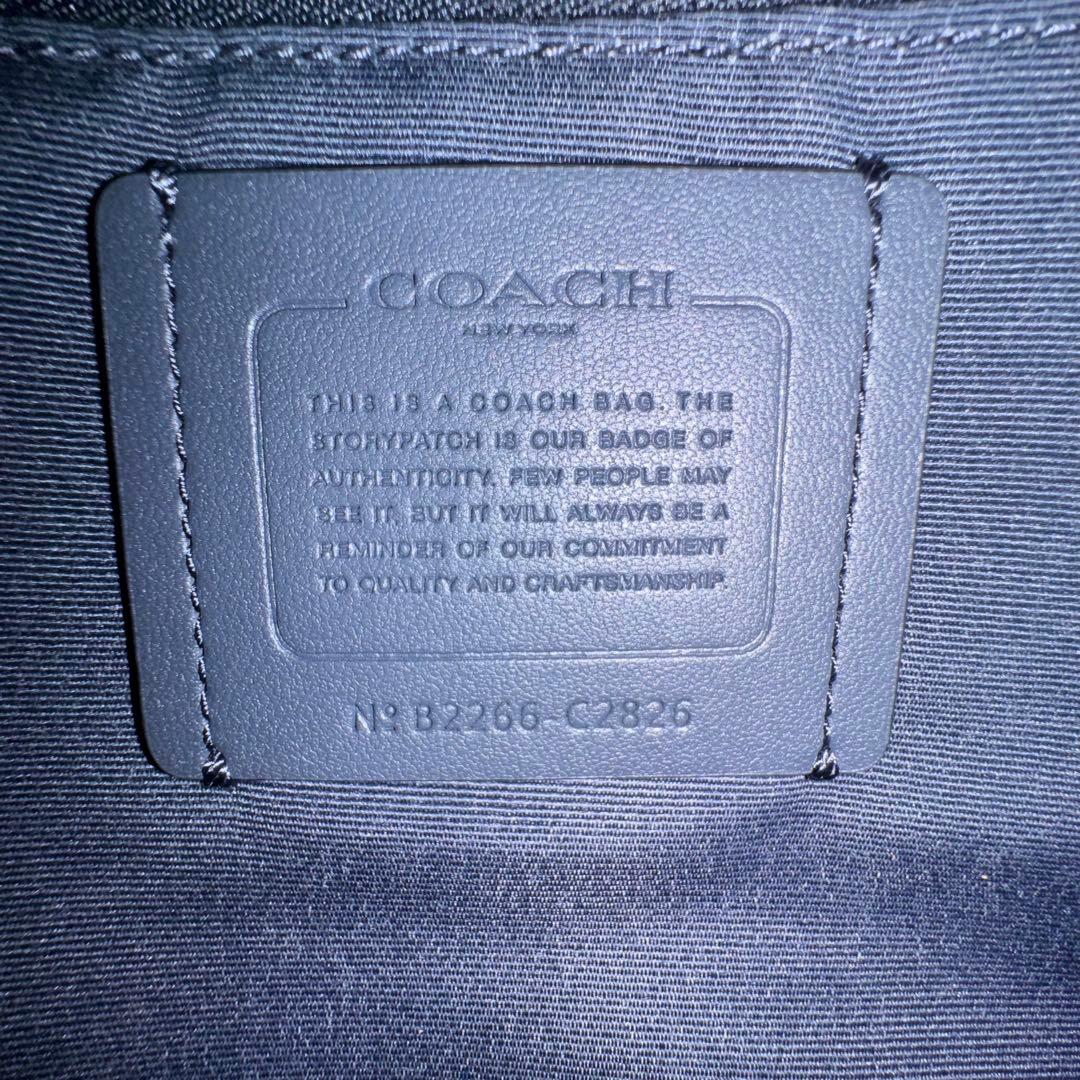 COACH
NEW YORK
THIS IS A COACH BAG. THE
STORYPATCH IS OUR BADGE OF
AUTHENTICITY. FEW PEOPLE MAY
SEE IT, BUT IT WILL ALWAYS BE A
REMINDER OF OUR COMMITMENT
TO QUALITY AND CRAFTSMANSHIP.
Nº B2266-C2826